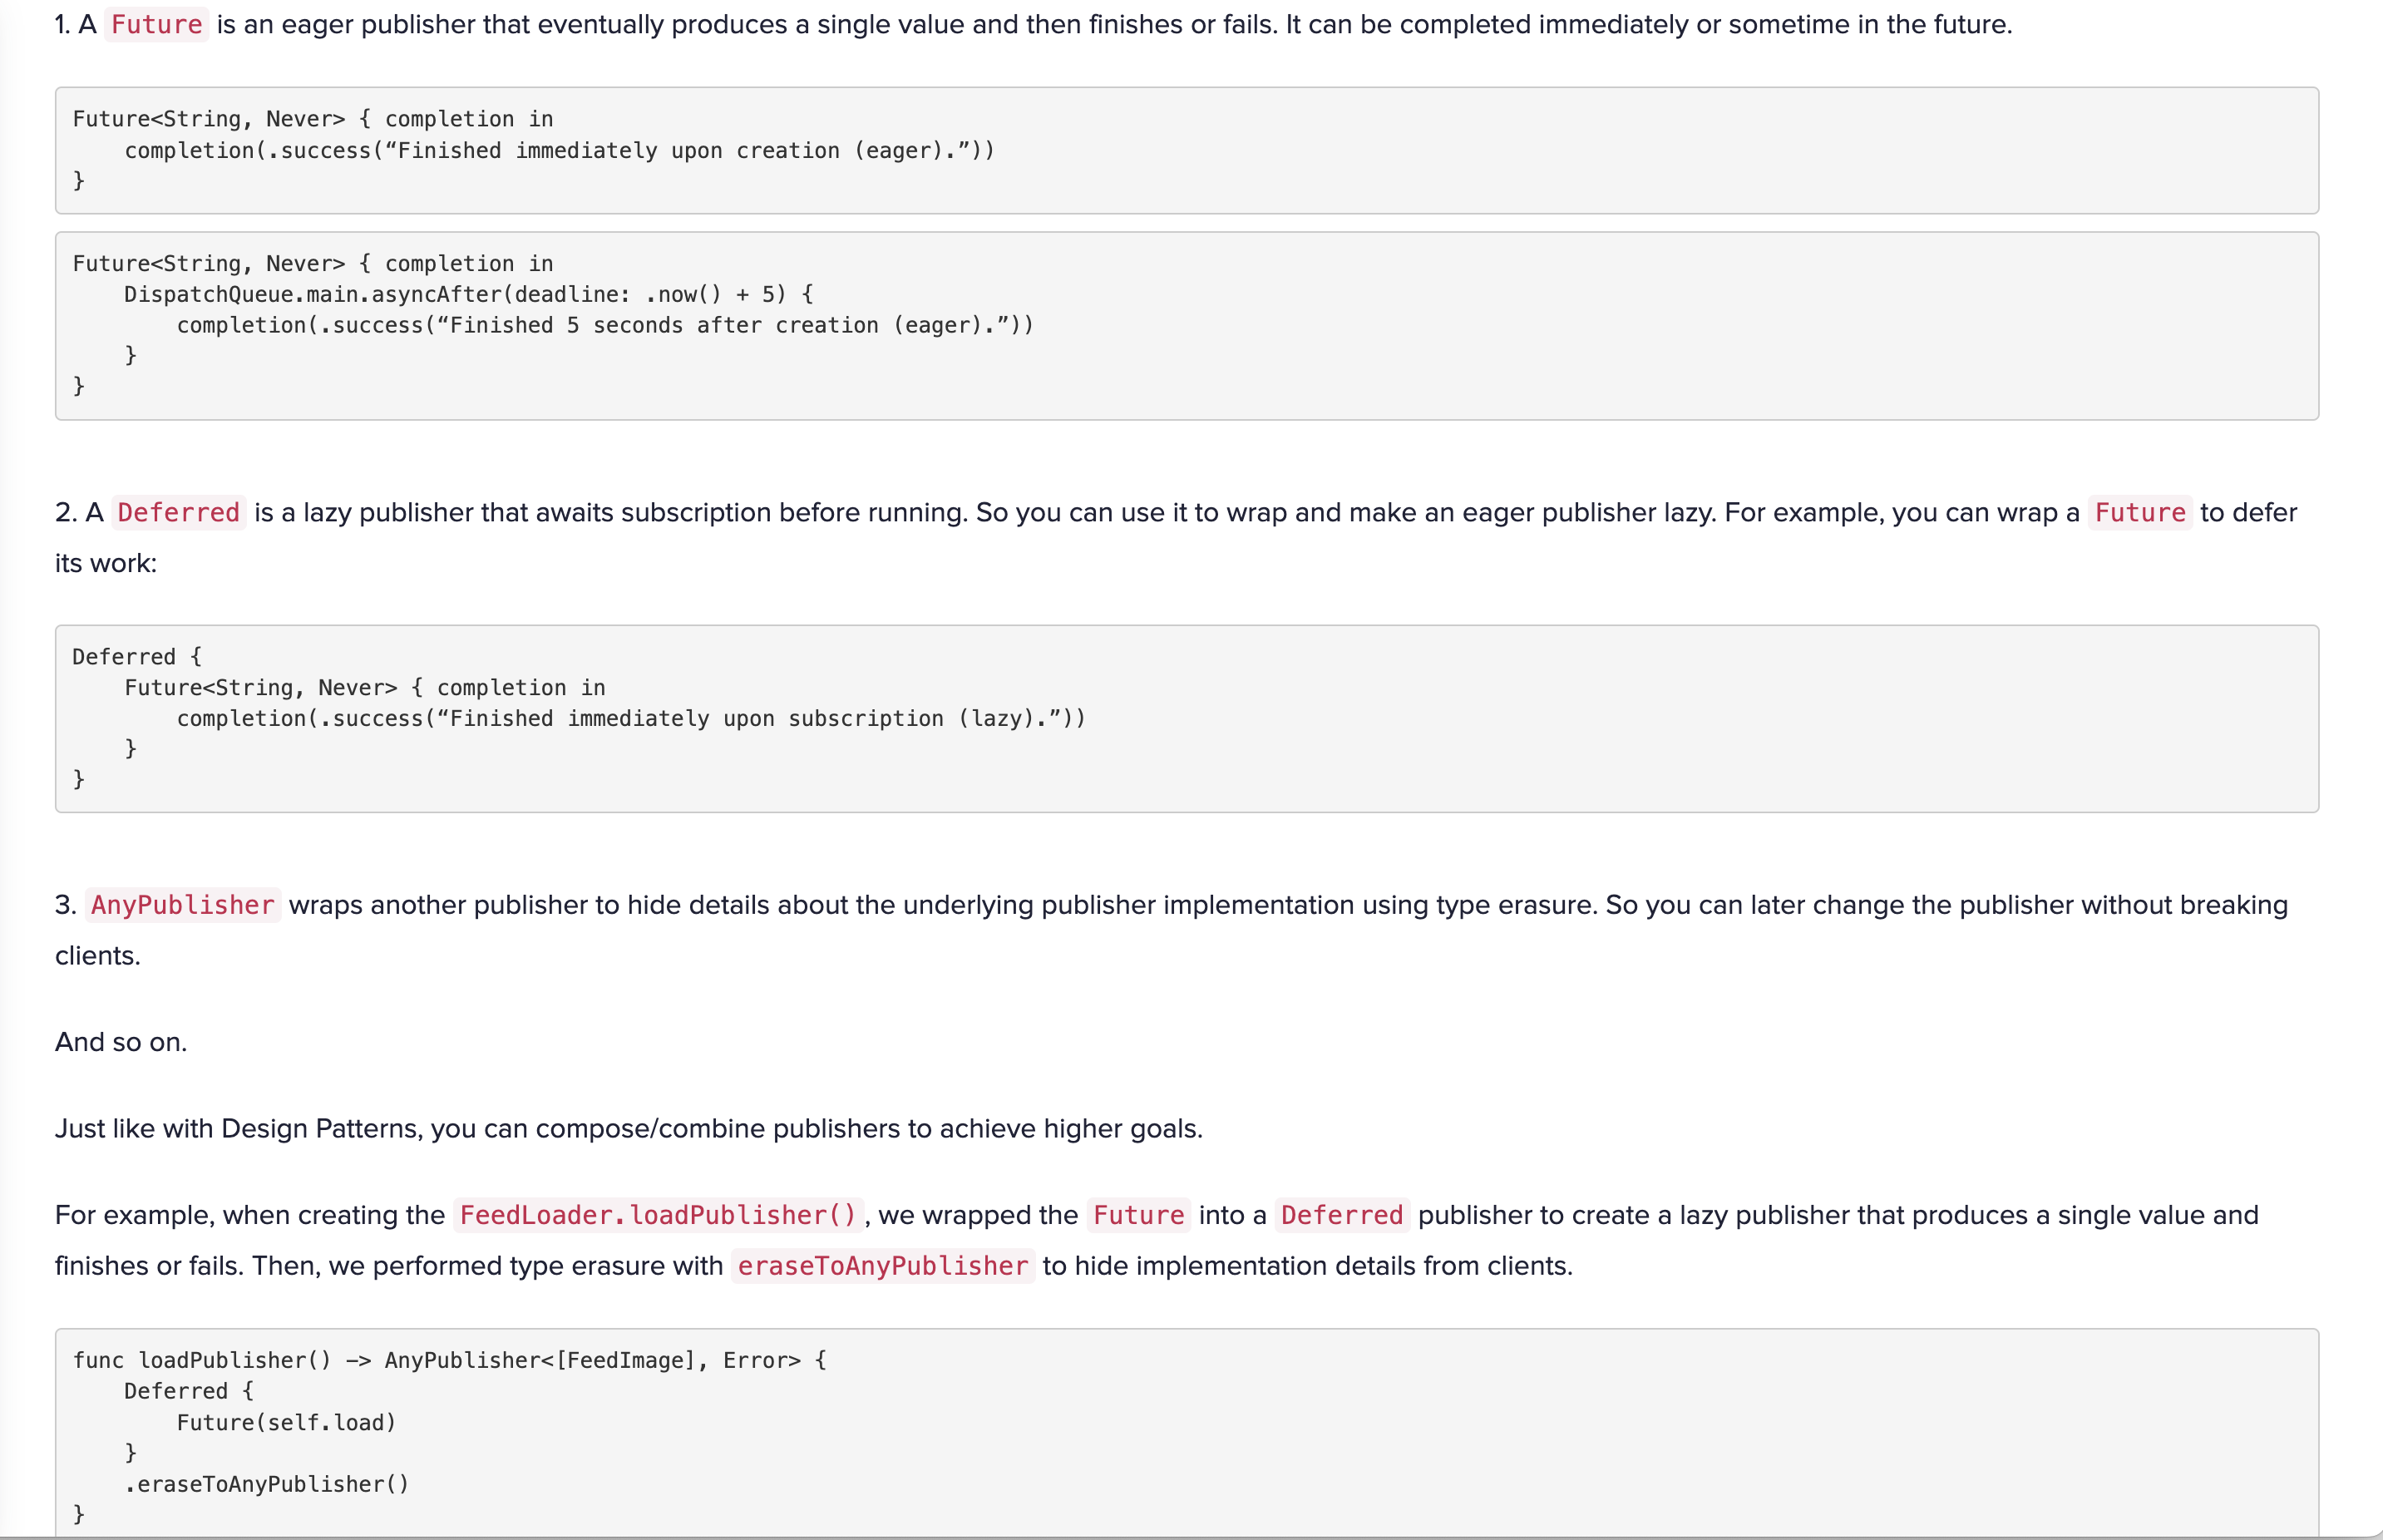 1. A Future is an eager publisher that eventually produces a single value and then finishes or fails. It can be completed immediately or sometime in the future.
Future<String, Never> { completion in
    completion(.success(“Finished immediately upon creation (eager).”))
}
Future<String, Never> { completion in
    DispatchQueue.main.asyncAfter(deadline: .now() + 5) {
        completion(.success(“Finished 5 seconds after creation (eager).”))
    }
}
2. A Deferred is a lazy publisher that awaits subscription before running. So you can use it to wrap and make an eager publisher lazy. For example, you can wrap a Future to defer
its work:
Deferred {
    Future<String, Never> { completion in
        completion(.success(“Finished immediately upon subscription (lazy).”))
    }
}
3. AnyPublisher wraps another publisher to hide details about the underlying publisher implementation using type erasure. So you can later change the publisher without breaking
clients.
And so on.
Just like with Design Patterns, you can compose/combine publishers to achieve higher goals.
For example, when creating the FeedLoader.loadPublisher(), we wrapped the Future into a Deferred publisher to create a lazy publisher that produces a single value and
finishes or fails. Then, we performed type erasure with eraseToAnyPublisher to hide implementation details from clients.
func loadPublisher() -> AnyPublisher<[FeedImage], Error> {
    Deferred {
        Future(self.load)
    }
    .eraseToAnyPublisher()
}